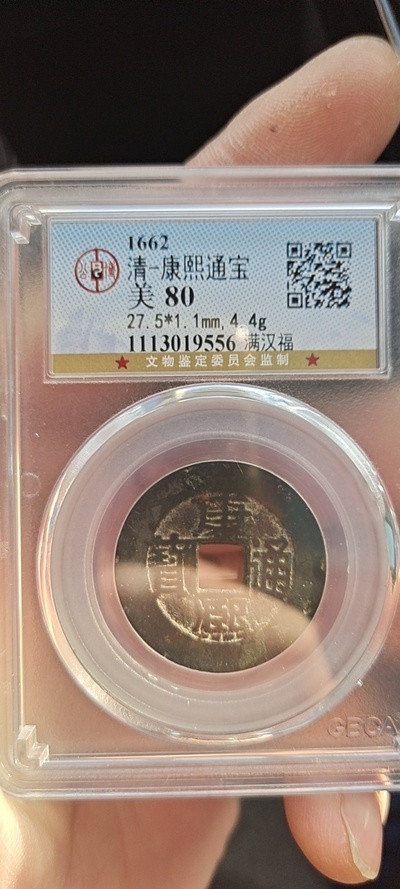 1662
清-康熙通宝
美 80
27.5*1.1mm,4.4g
1113019556 满汉福
★ 文物鉴定委员会监制 ★
康
寶 通
熙
GBCA